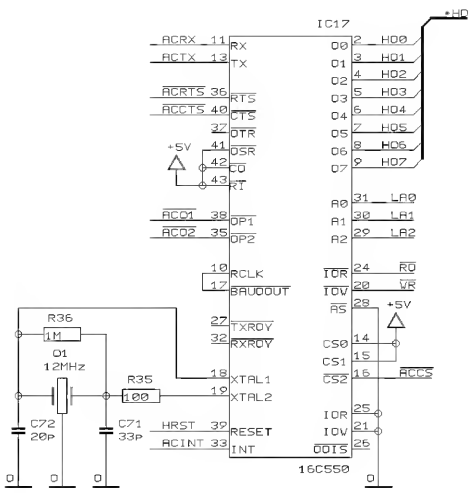 *HD
IC17
ACRX 11 RX D0 2 HD0
ACTX 13 TX D1 3 HD1
D2 4 HD2
ACRTS 36 RTS D3 5 HD3
ACCTS 40 CTS D4 6 HD4
37 DTR D5 7 HD5
+5V 41 DSR D6 8 HD6
42 CD D7 9 HD7
43 RI
A0 31 LA0
ACO1 38 OP1 A1 30 LA1
ACO2 35 OP2 A2 29 LA2
10 RCLK IOR 24 RD
17 BAUDOUT IOW 20 WR
AS 28
+5V
27 TXRDY
32 RXRDY CS0 14
CS1 15
R36
1M
Q1
12MHz
R35
100
18 XTAL1 CS2 16 ACCS
19 XTAL2
C72
20p
C71
33p
IOR 25
HRST 39 RESET IOW 21
ACINT 33 INT DDIS 26
16C550
0 0 0 0